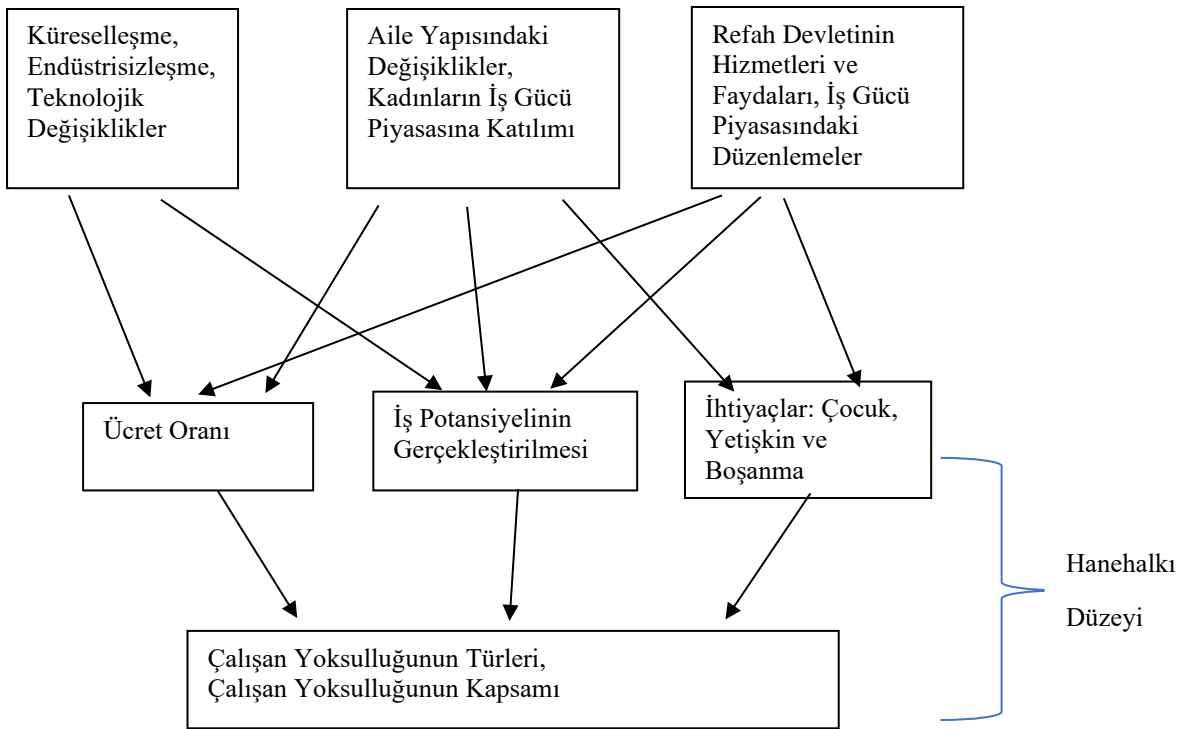 Küreselleşme,
Endüstrisizleşme,
Teknolojik
Değişiklikler
Aile Yapısındaki
Değişiklikler,
Kadınların İş Gücü
Piyasasına Katılımı
Refah Devletinin
Hizmetleri ve
Faydaları, İş Gücü
Piyasasındaki
Düzenlemeler
Ücret Oranı
İş Potansiyelinin
Gerçekleştirilmesi
İhtiyaçlar: Çocuk,
Yetişkin ve
Boşanma
Hanehalkı
Düzeyi
Çalışan Yoksulluğunun Türleri,
Çalışan Yoksulluğunun Kapsamı